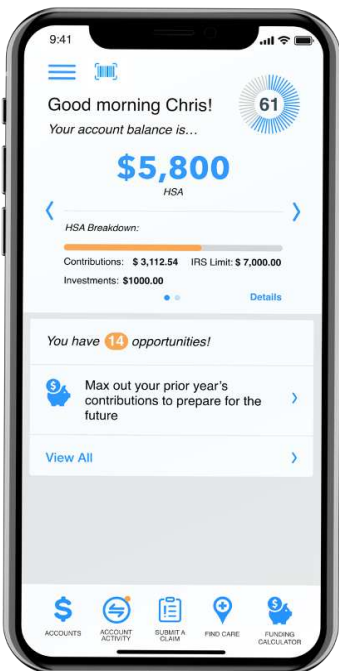 9:41
Good morning Chris!
61
Your account balance is...
$5,800
HSA
HSA Breakdown:
Contributions: $ 3,112.54 IRS Limit: $ 7,000.00
Investments: $1000.00
Details
You have 14 opportunities!
Max out your prior year's
contributions to prepare for the
future
View All
ACCOUNTS
ACCOUNT
ACTIVITY
SUBMIT A
CLAIM
FIND CARE
FUNDING
CALCULATOR